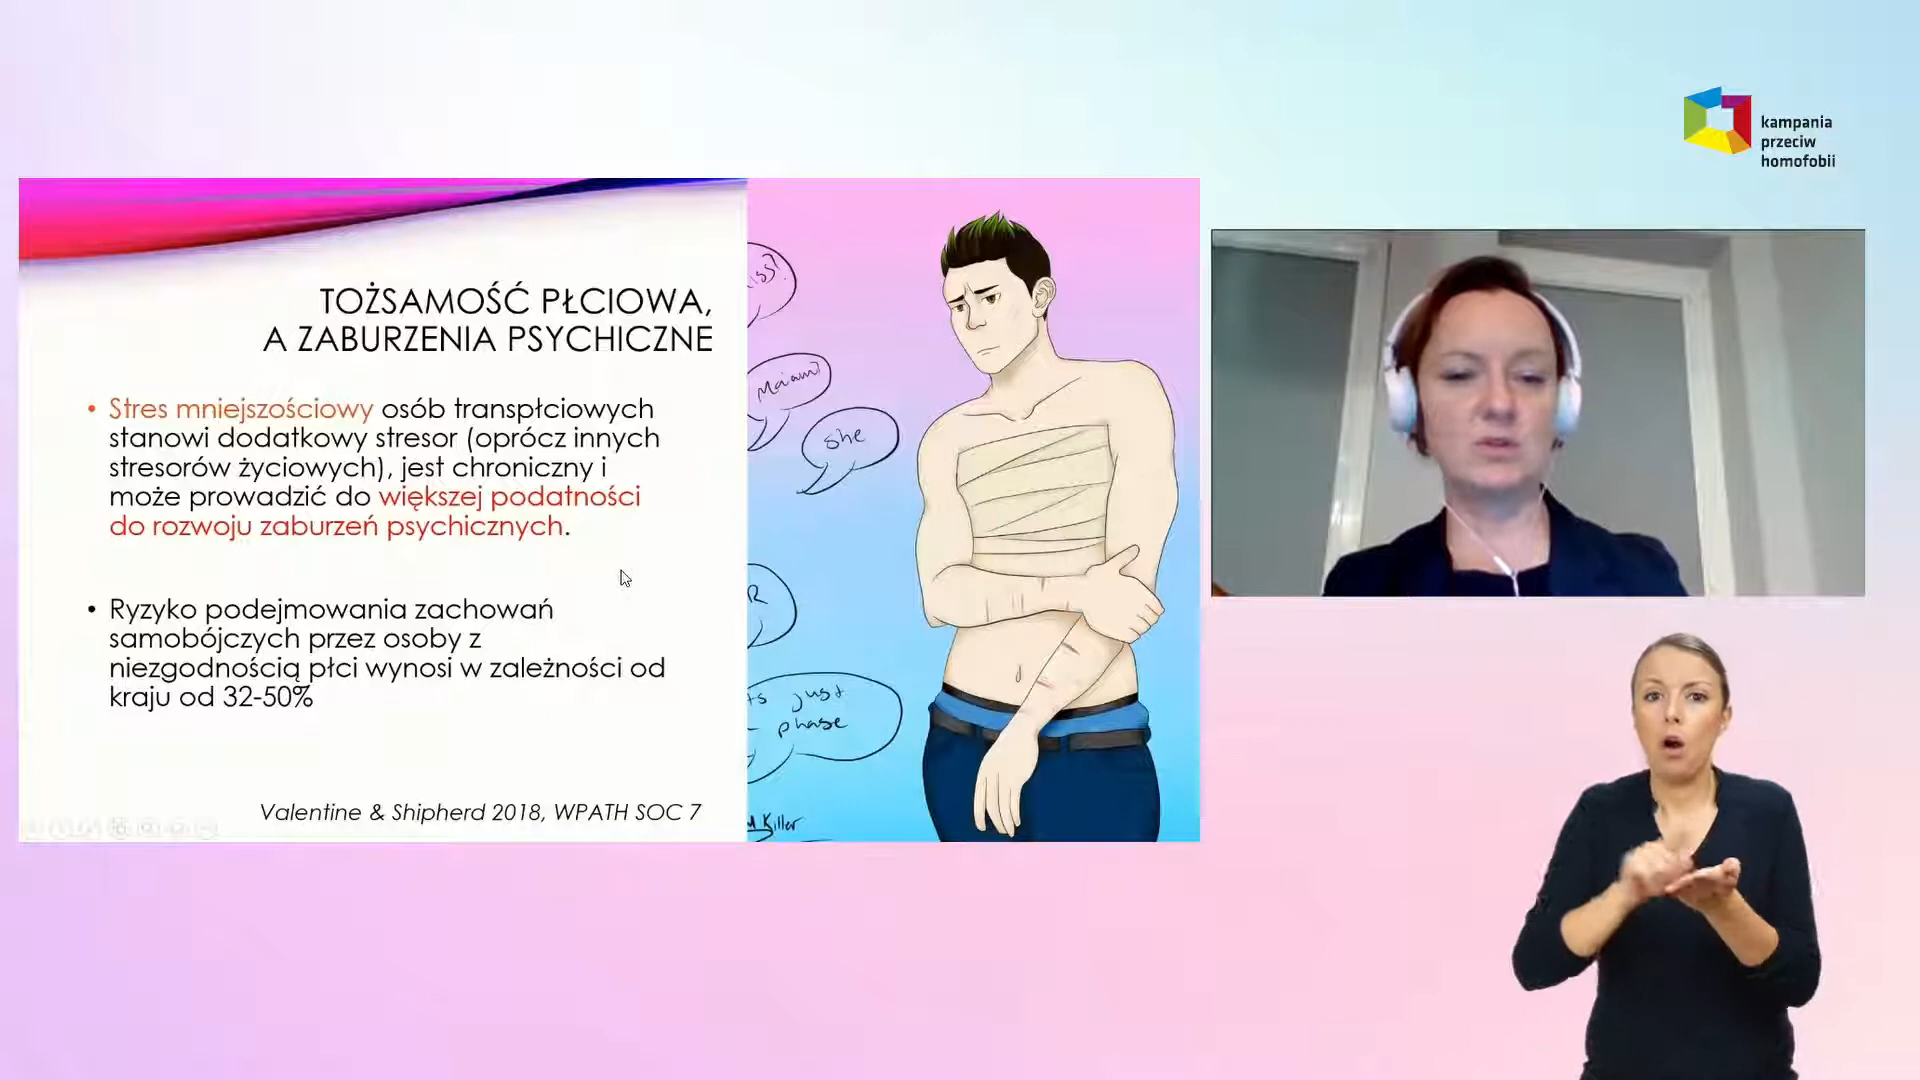 kampania
przeciw
homofobii
TOŻSAMOŚĆ PŁCIOWA,
A ZABURZENIA PSYCHICZNE
• Stres mniejszościowy osób transpłciowych
stanowi dodatkowy stresor (oprócz innych
stresorów życiowych), jest chroniczny i
może prowadzić do większej podatności
do rozwoju zaburzeń psychicznych.
• Ryzyko podejmowania zachowań
samobójczych przez osoby z
niezgodnością płci wynosi w zależności od
kraju od 32-50%
Valentine & Shipherd 2018, WPATH SOC 7
she
just
phase
Killer